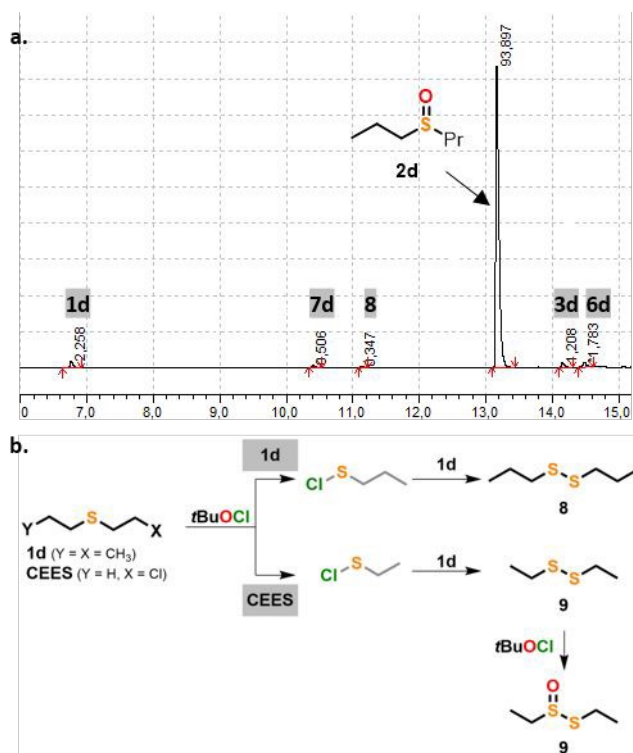 a.
93,897
O
S
Pr
2d
1d 7d 8 3d 6d
2,258 0,506 0,347 1,208 1,783
0 7,0 8,0 9,0 10,0 11,0 12,0 13,0 14,0 15,0
b.
1d
Cl S 1d S S
8
Y S X tBuOCl
1d (Y = X = CH₃)
CEES (Y = H, X = Cl)
Cl S 1d S S
CEES 9
tBuOCl
O
S S
9